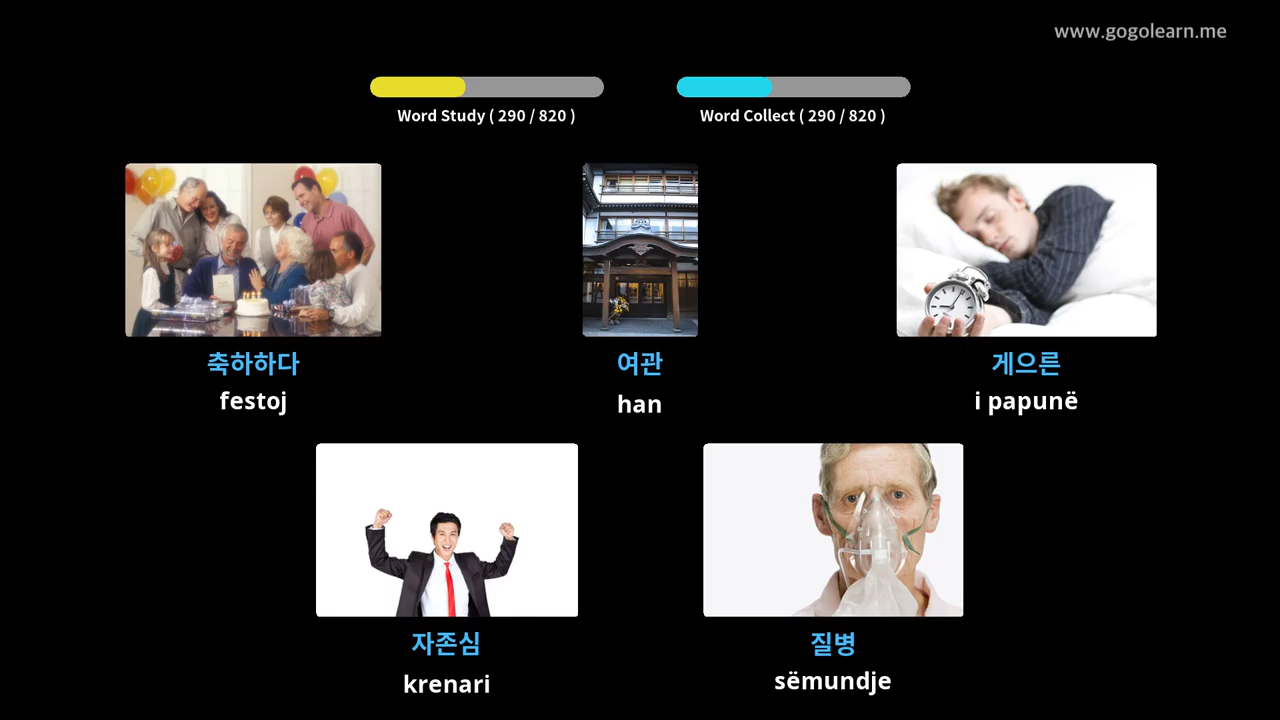 www.gogolearn.me
Word Study ( 290 / 820 )
Word Collect ( 290 / 820 )
축하하다
festoj
여관
han
게으른
i papunë
자존심
krenari
질병
sëmundje